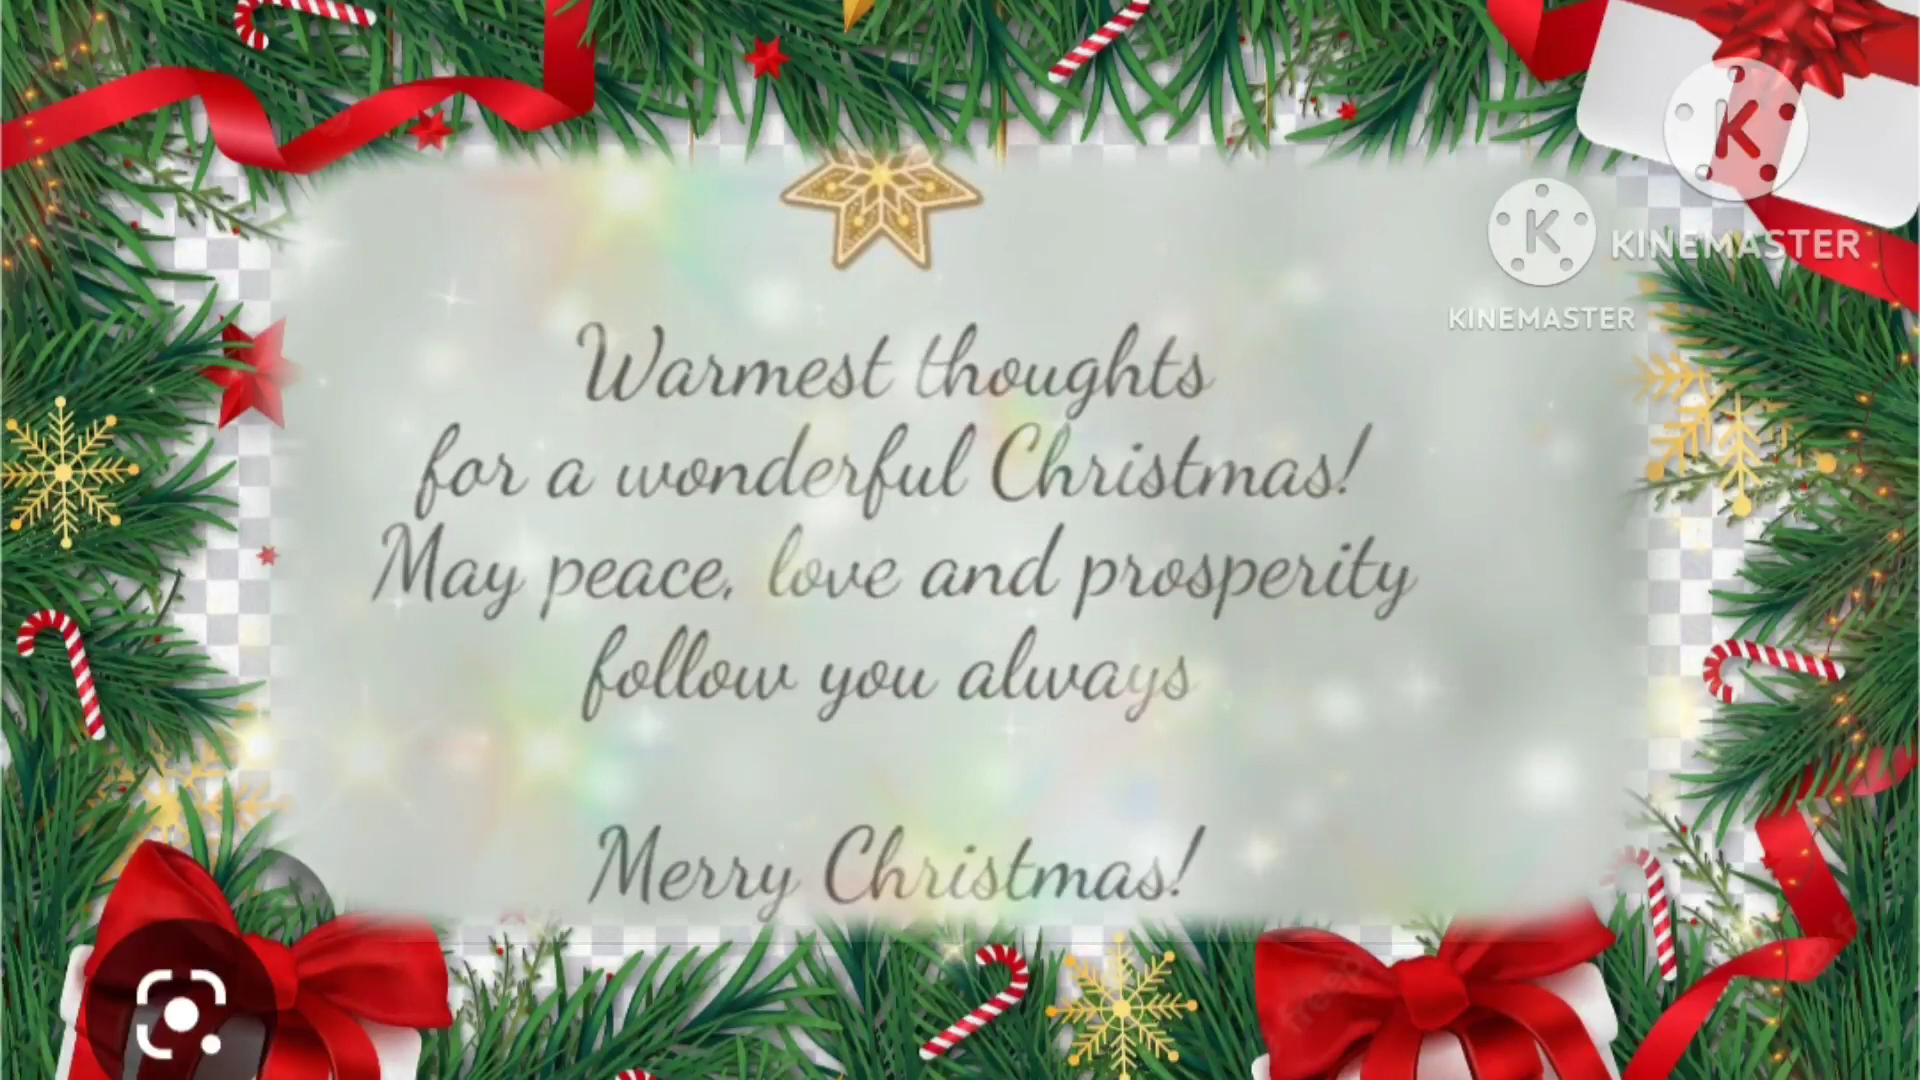 K
K
KINEMASTER
KINEMASTER
Warmest thoughts
for a wonderful Christmas!
May peace, love and prosperity
follow you always
Merry Christmas!